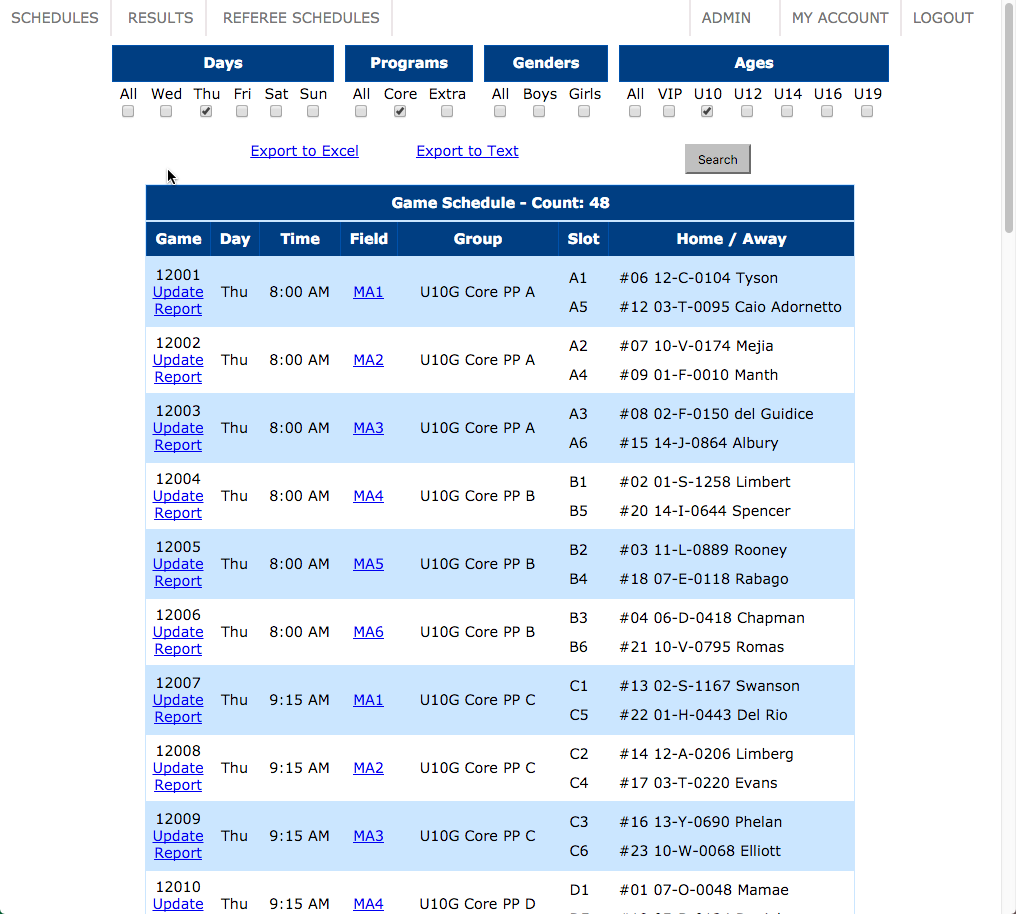 SCHEDULES RESULTS REFEREE SCHEDULES ADMIN MY ACCOUNT LOGOUT
Days Programs Genders Ages
All Wed Thu Fri Sat Sun All Core Extra All Boys Girls All VIP U10 U12 U14 U16 U19
Export to Excel Export to Text Search
Game Schedule - Count: 48
Game Day Time Field Group Slot Home / Away
12001
Update
Report
Thu 8:00 AM MA1 U10G Core PP A
A1 #06 12-C-0104 Tyson
A5 #12 03-T-0095 Caio Adornetto
12002
Update
Report
Thu 8:00 AM MA2 U10G Core PP A
A2 #07 10-V-0174 Mejia
A4 #09 01-F-0010 Manth
12003
Update
Report
Thu 8:00 AM MA3 U10G Core PP A
A3 #08 02-F-0150 del Guidice
A6 #15 14-J-0864 Albury
12004
Update
Report
Thu 8:00 AM MA4 U10G Core PP B
B1 #02 01-S-1258 Limbert
B5 #20 14-I-0644 Spencer
12005
Update
Report
Thu 8:00 AM MA5 U10G Core PP B
B2 #03 11-L-0889 Rooney
B4 #18 07-E-0118 Rabago
12006
Update
Report
Thu 8:00 AM MA6 U10G Core PP B
B3 #04 06-D-0418 Chapman
B6 #21 10-V-0795 Romas
12007
Update
Report
Thu 9:15 AM MA1 U10G Core PP C
C1 #13 02-S-1167 Swanson
C5 #22 01-H-0443 Del Rio
12008
Update
Report
Thu 9:15 AM MA2 U10G Core PP C
C2 #14 12-A-0206 Limberg
C4 #17 03-T-0220 Evans
12009
Update
Report
Thu 9:15 AM MA3 U10G Core PP C
C3 #16 13-Y-0690 Phelan
C6 #23 10-W-0068 Elliott
12010
Update
Thu 9:15 AM MA4 U10G Core PP D
D1 #01 07-O-0048 Mamae